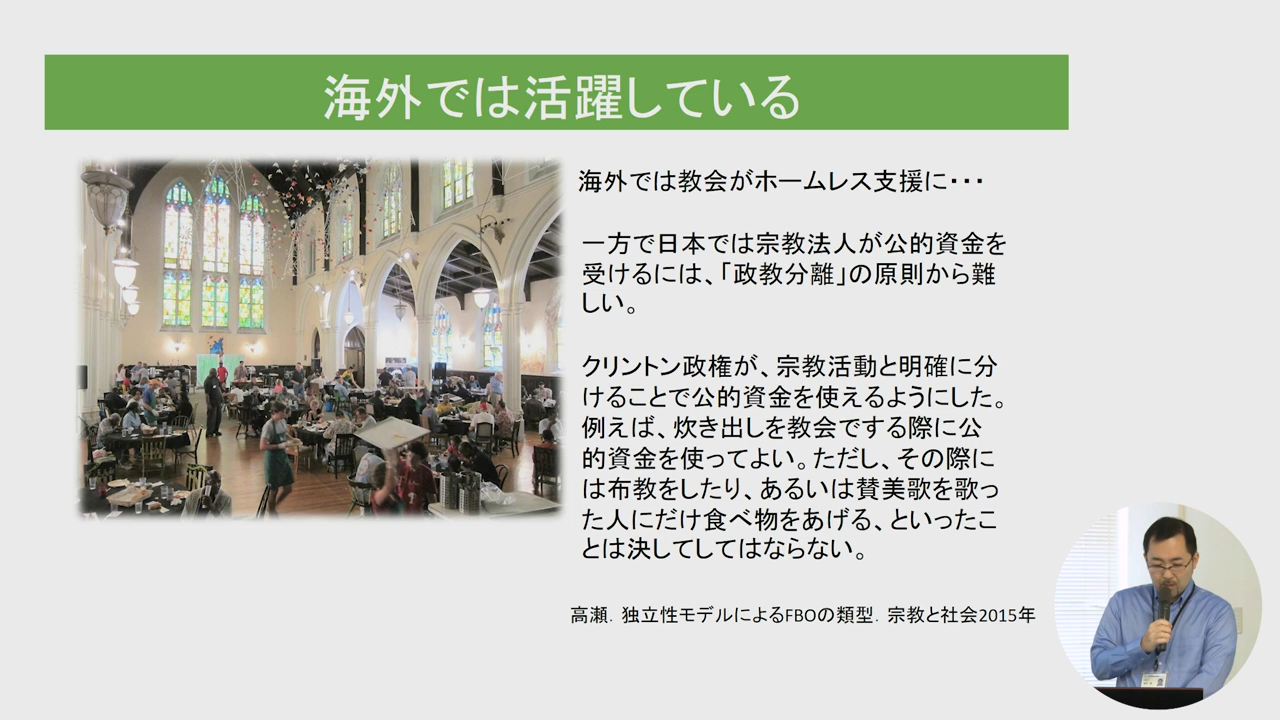 海外では活躍している
海外では教会がホームレス支援に・・・
一方で日本では宗教法人が公的資金を
受けるには、「政教分離」の原則から難
しい。
クリントン政権が、宗教活動と明確に分
けることで公的資金を使えるようにした。
例えば、炊き出しを教会でする際に公
的資金を使ってよい。ただし、その際に
は布教をしたり、あるいは賛美歌を歌っ
た人にだけ食べ物をあげる、といったこ
とは決してしてはならない。
高瀬．独立性モデルによるFBOの類型．宗教と社会2015年